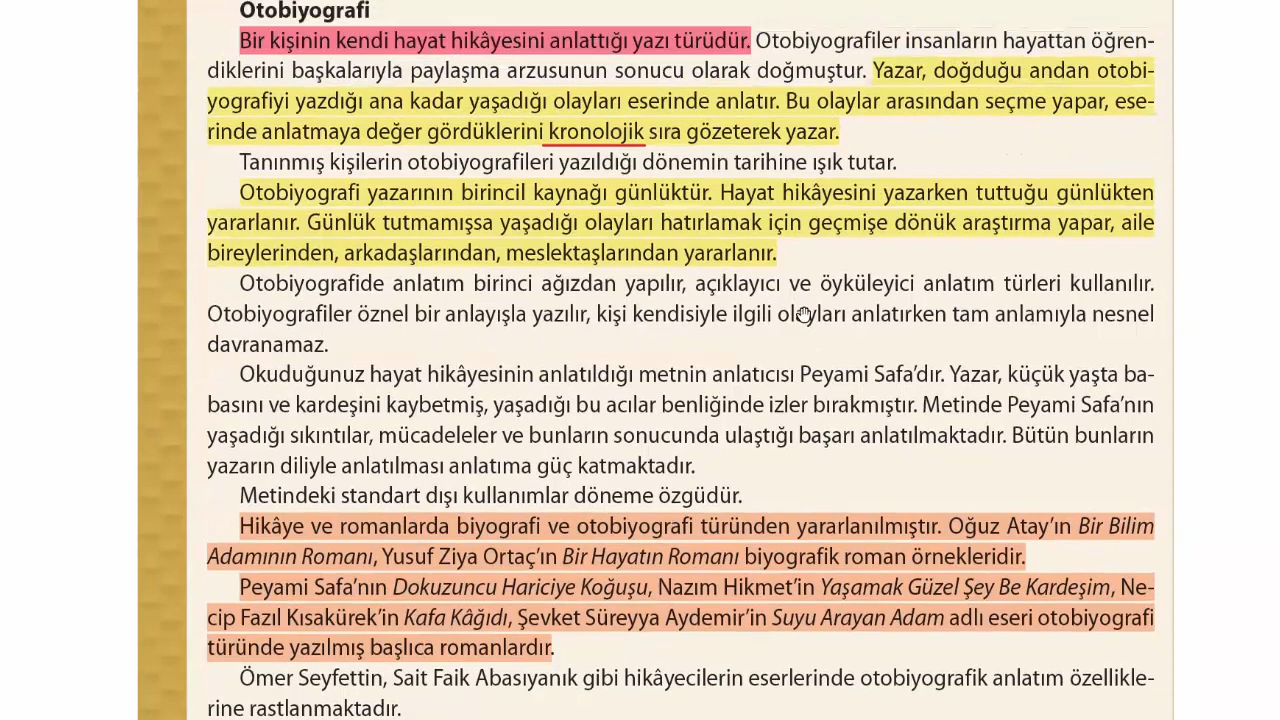 Otobiyografi
Bir kişinin kendi hayat hikâyesini anlattığı yazı türüdür. Otobiyografiler insanların hayattan öğren-
diklerini başkalarıyla paylaşma arzusunun sonucu olarak doğmuştur. Yazar, doğduğu andan otobi-
yografiyi yazdığı ana kadar yaşadığı olayları eserinde anlatır. Bu olaylar arasından seçme yapar, ese-
rinde anlatmaya değer gördüklerini kronolojik sıra gözeterek yazar.
Tanınmış kişilerin otobiyografileri yazıldığı dönemin tarihine ışık tutar.
Otobiyografi yazarının birincil kaynağı günlüktür. Hayat hikâyesini yazarken tuttuğu günlükten
yararlanır. Günlük tutmamışsa yaşadığı olayları hatırlamak için geçmişe dönük araştırma yapar, aile
bireylerinden, arkadaşlarından, meslektaşlarından yararlanır.
Otobiyografide anlatım birinci ağızdan yapılır, açıklayıcı ve öyküleyici anlatım türleri kullanılır.
Otobiyografiler öznel bir anlayışla yazılır, kişi kendisiyle ilgili olayları anlatırken tam anlamıyla nesnel
davranamaz.
Okuduğunuz hayat hikâyesinin anlatıldığı metnin anlatıcısı Peyami Safa’dır. Yazar, küçük yaşta ba-
basını ve kardeşini kaybetmiş, yaşadığı bu acılar benliğinde izler bırakmıştır. Metinde Peyami Safa’nın
yaşadığı sıkıntılar, mücadeleler ve bunların sonucunda ulaştığı başarı anlatılmaktadır. Bütün bunların
yazarın diliyle anlatılması anlatıma güç katmaktadır.
Metindeki standart dışı kullanımlar döneme özgüdür.
Hikâye ve romanlarda biyografi ve otobiyografi türünden yararlanılmıştır. Oğuz Atay’ın Bir Bilim
Adamının Romanı, Yusuf Ziya Ortaç’ın Bir Hayatın Romanı biyografik roman örnekleridir.
Peyami Safa’nın Dokuzuncu Hariciye Koğuşu, Nazım Hikmet’in Yaşamak Güzel Şey Be Kardeşim, Ne-
cip Fazıl Kısakürek’in Kafa Kâğıdı, Şevket Süreyya Aydemir’in Suyu Arayan Adam adlı eseri otobiyografi
türünde yazılmış başlıca romanlardır.
Ömer Seyfettin, Sait Faik Abasıyanık gibi hikâyecilerin eserlerinde otobiyografik anlatım özellikle-
rine rastlanmaktadır.